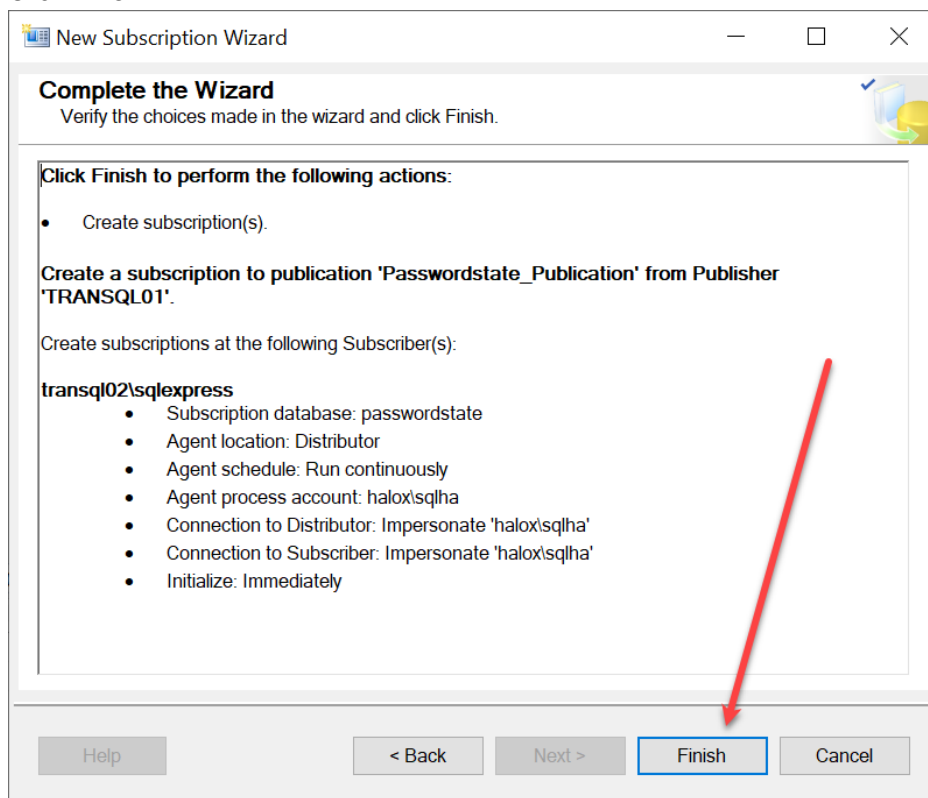 New Subscription Wizard
Complete the Wizard
Verify the choices made in the wizard and click Finish.
Click Finish to perform the following actions:
• Create subscription(s).
Create a subscription to publication 'Passwordstate_Publication' from Publisher
'TRANSQL01'.
Create subscriptions at the following Subscriber(s):
transql02\sqlexpress
• Subscription database: passwordstate
• Agent location: Distributor
• Agent schedule: Run continuously
• Agent process account: halox\sqlha
• Connection to Distributor: Impersonate 'halox\sqlha'
• Connection to Subscriber: Impersonate 'halox\sqlha'
• Initialize: Immediately
Help < Back Next > Finish Cancel